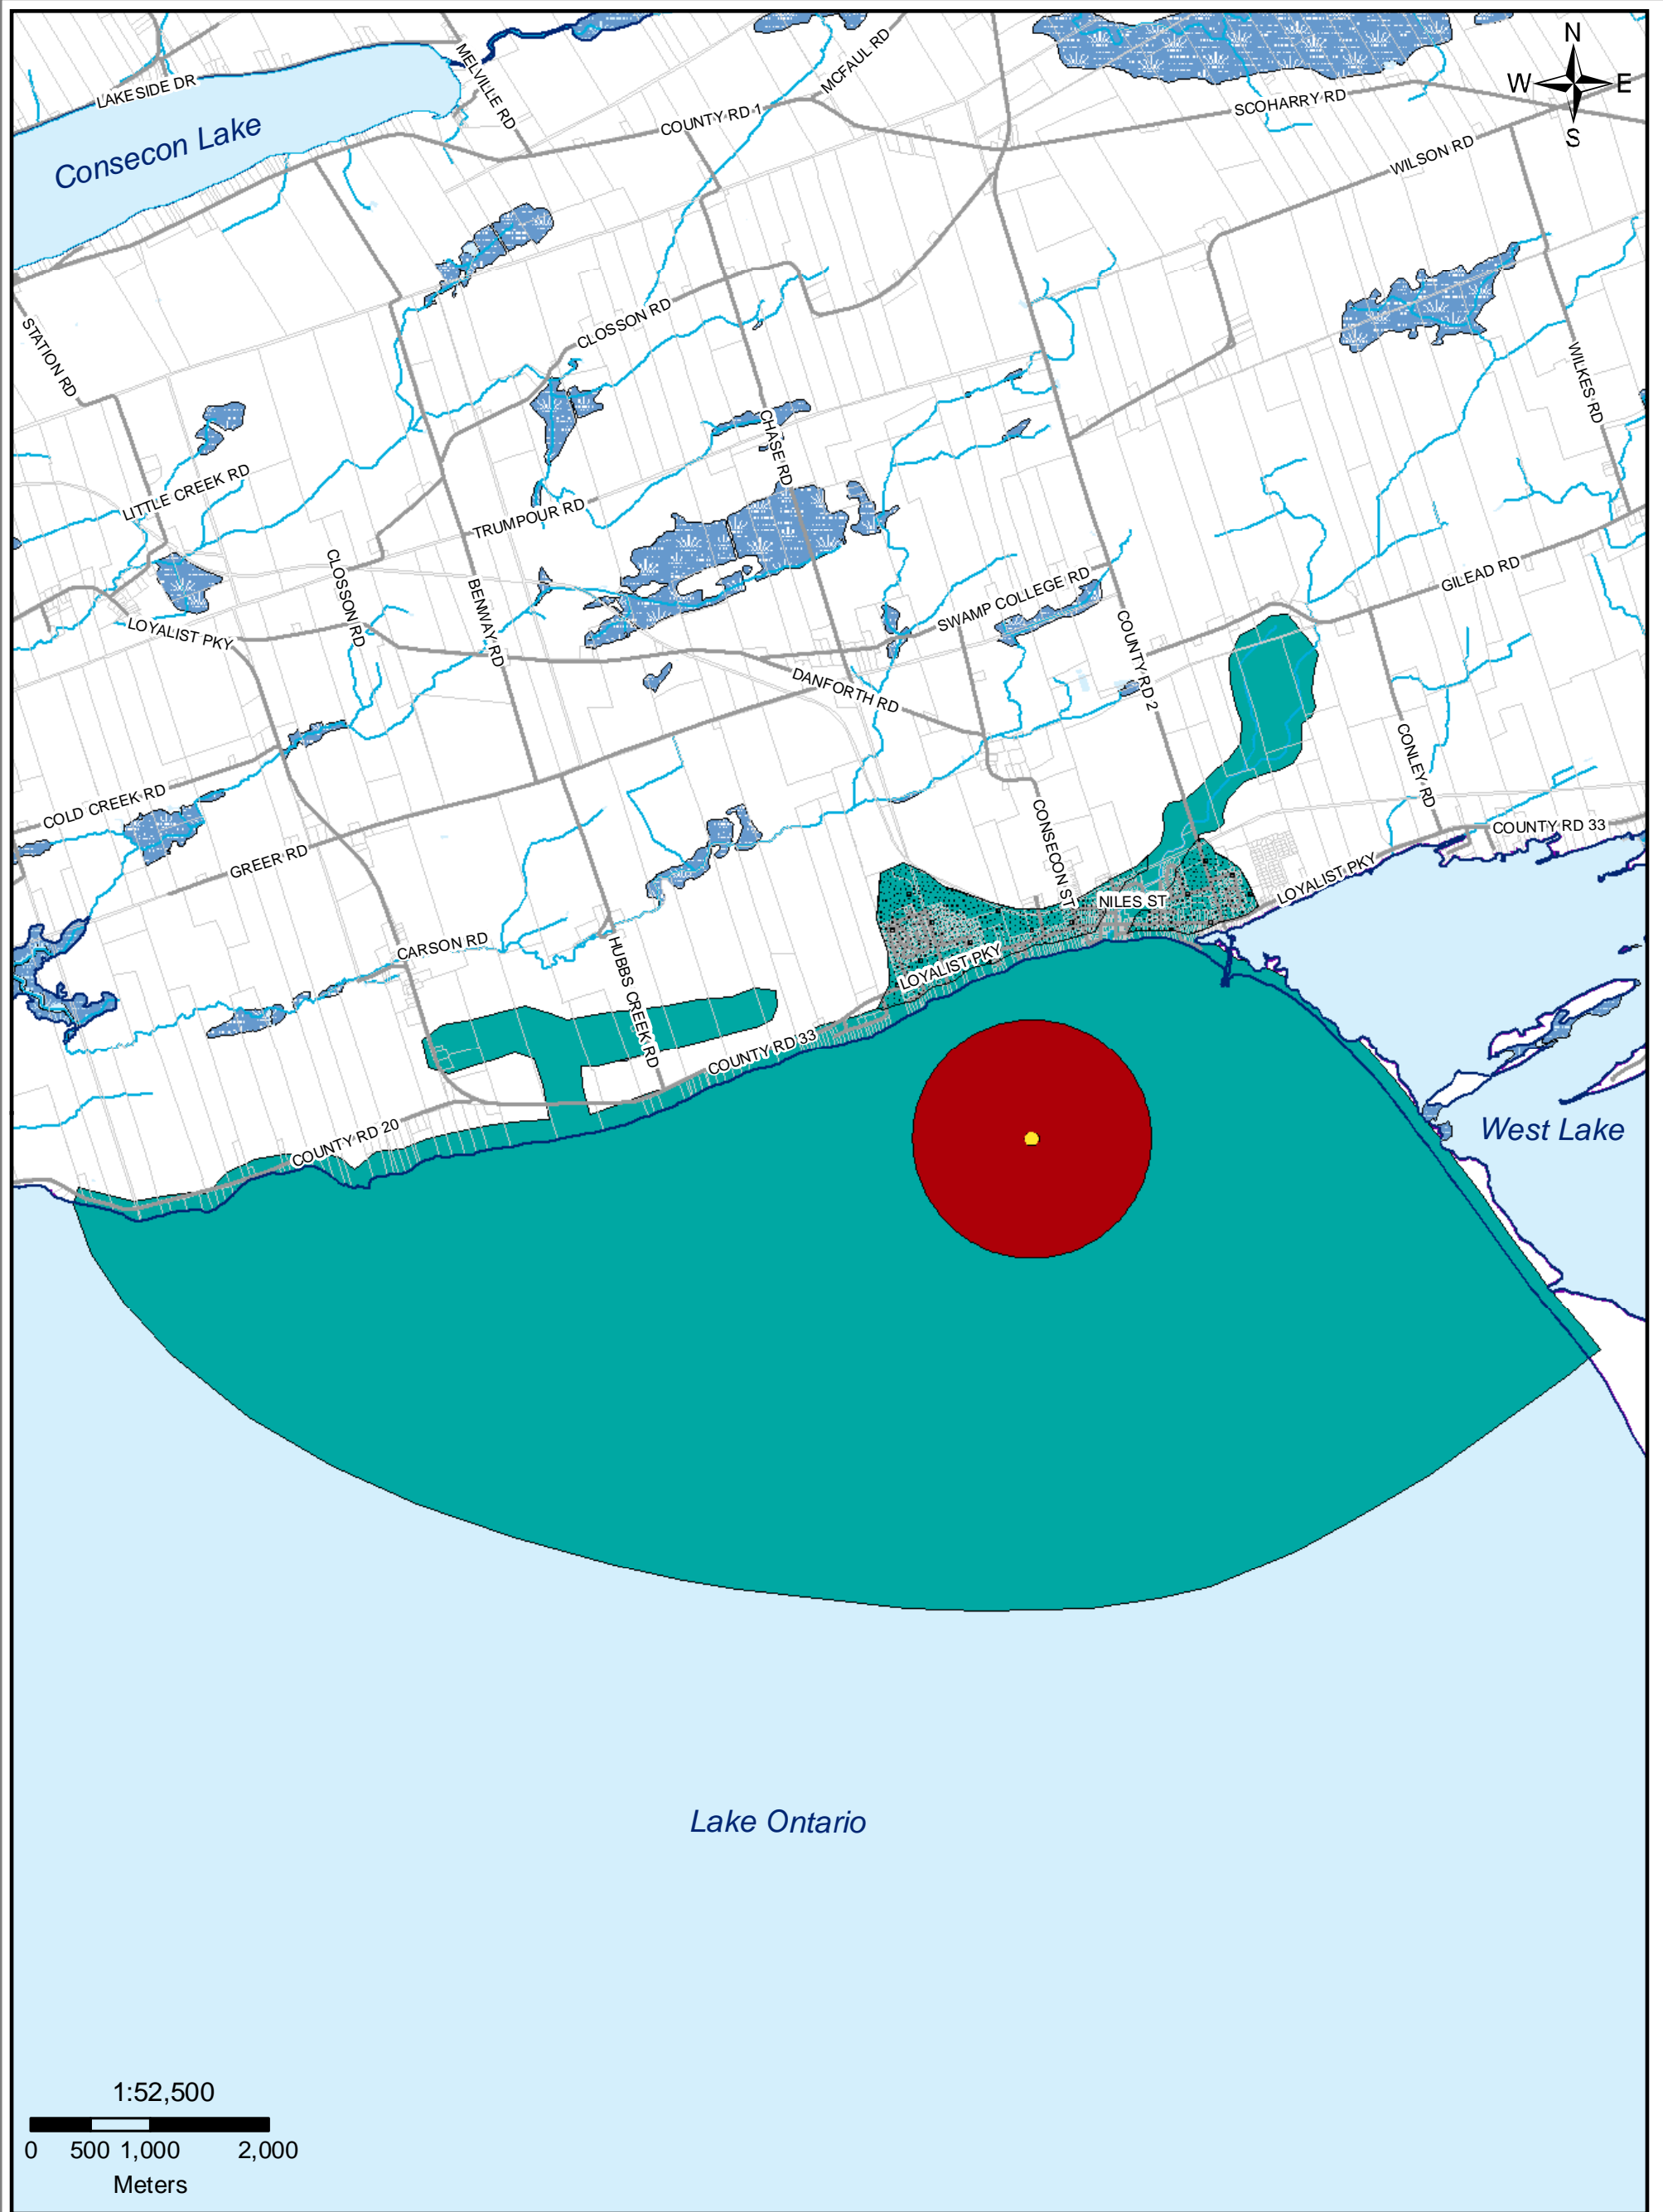 N
W E
S
LAKESIDE DR
MELVILLE RD
MCFAUL RD
COUNTY RD 1
SCOHARRY RD
Consecon Lake
WILSON RD
STATION RD
CLOSSON RD
WILKES RD
CHASE RD
LITTLE CREEK RD
TRUMPOUR RD
CLOSSON RD
BENWAY RD
SWAMP COLLEGE RD
GILEAD RD
LOYALIST PKY
COUNTY RD 2
DANFORTH RD
CONLEY RD
COLD CREEK RD
CONSECON ST
COUNTY RD 33
GREER RD
LOYALIST PKY
NILES ST
CARSON RD
HUBBS CREEK RD
LOYALIST PKY
COUNTY RD 33
COUNTY RD 20
West Lake
Lake Ontario
1:52,500
0 500 1,000 2,000
Meters